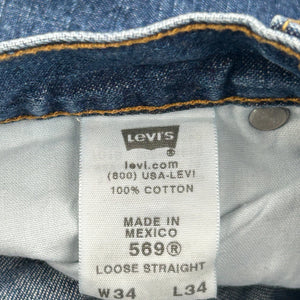 Levi's®
levi.com
(800) USA-LEVI
100% COTTON
MADE IN
MEXICO
569®
LOOSE STRAIGHT
W34 L34